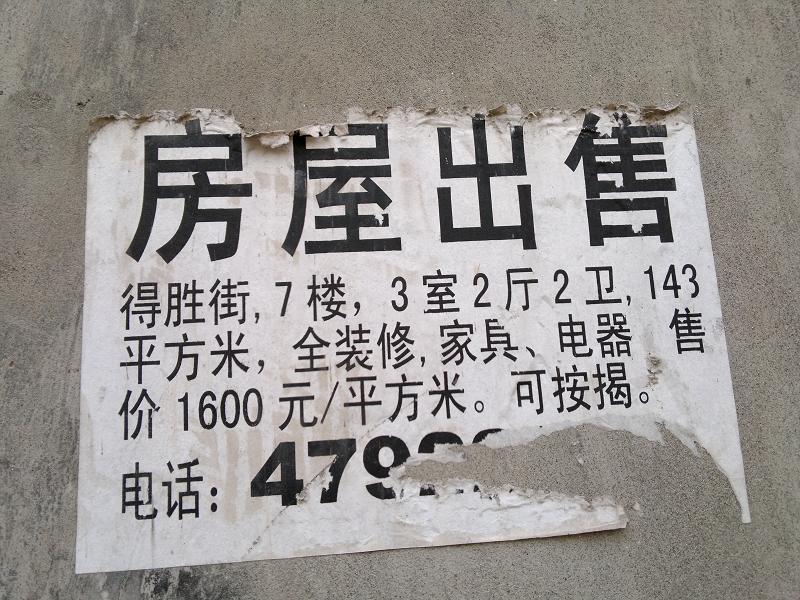 房屋出售
得胜街,7楼，3室2厅2卫,143
平方米，全装修,家具、电器 售
价1600元/平方米。可按揭。
电话：479